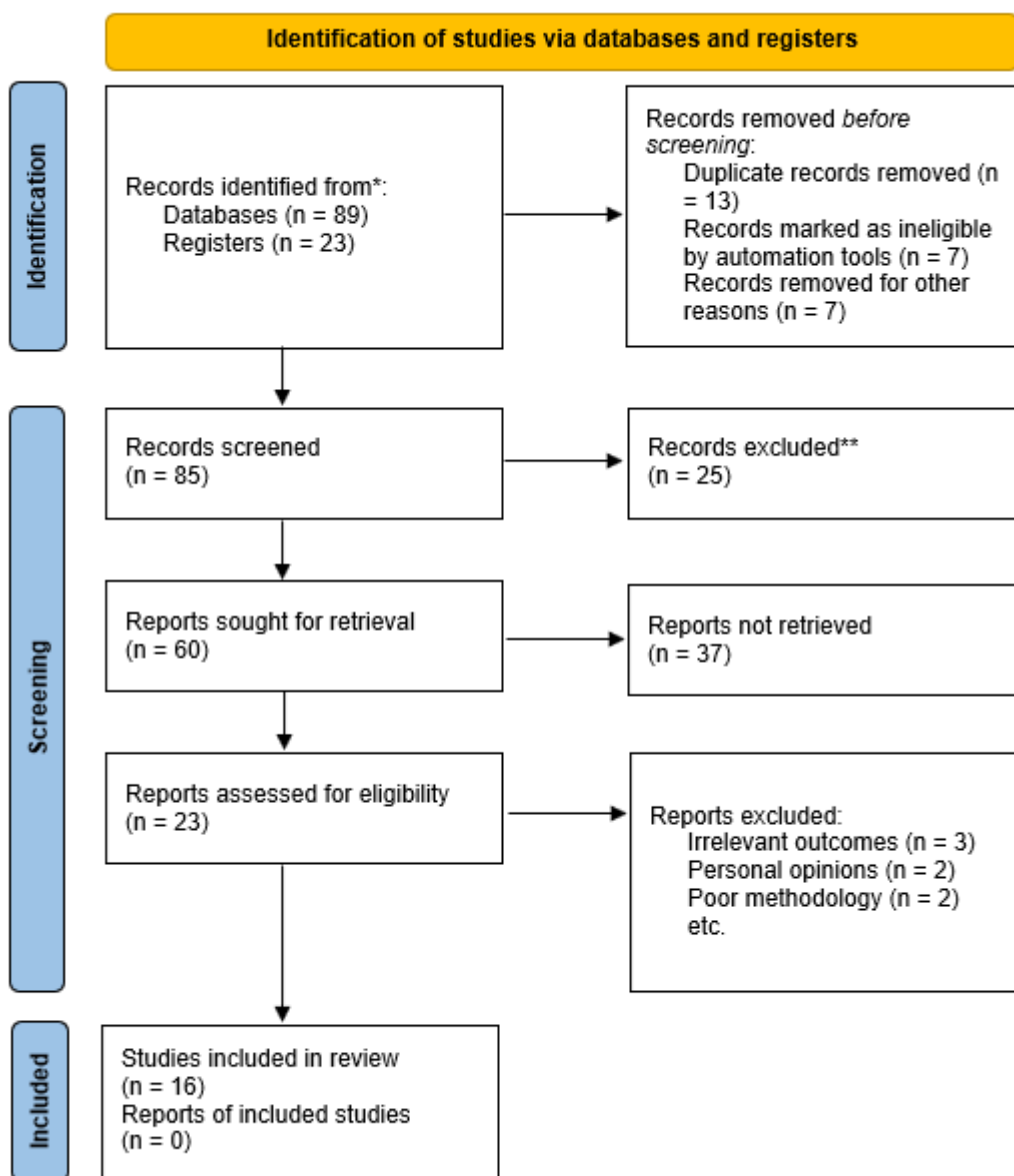 Identification of studies via databases and registers
Identification
Records identified from*:
Databases (n = 89)
Registers (n = 23)
Records removed before
screening:
Duplicate records removed (n
= 13)
Records marked as ineligible
by automation tools (n = 7)
Records removed for other
reasons (n = 7)
Screening
Records screened
(n = 85)
Records excluded**
(n = 25)
Reports sought for retrieval
(n = 60)
Reports not retrieved
(n = 37)
Reports assessed for eligibility
(n = 23)
Reports excluded:
Irrelevant outcomes (n = 3)
Personal opinions (n = 2)
Poor methodology (n = 2)
etc.
Included
Studies included in review
(n = 16)
Reports of included studies
(n = 0)